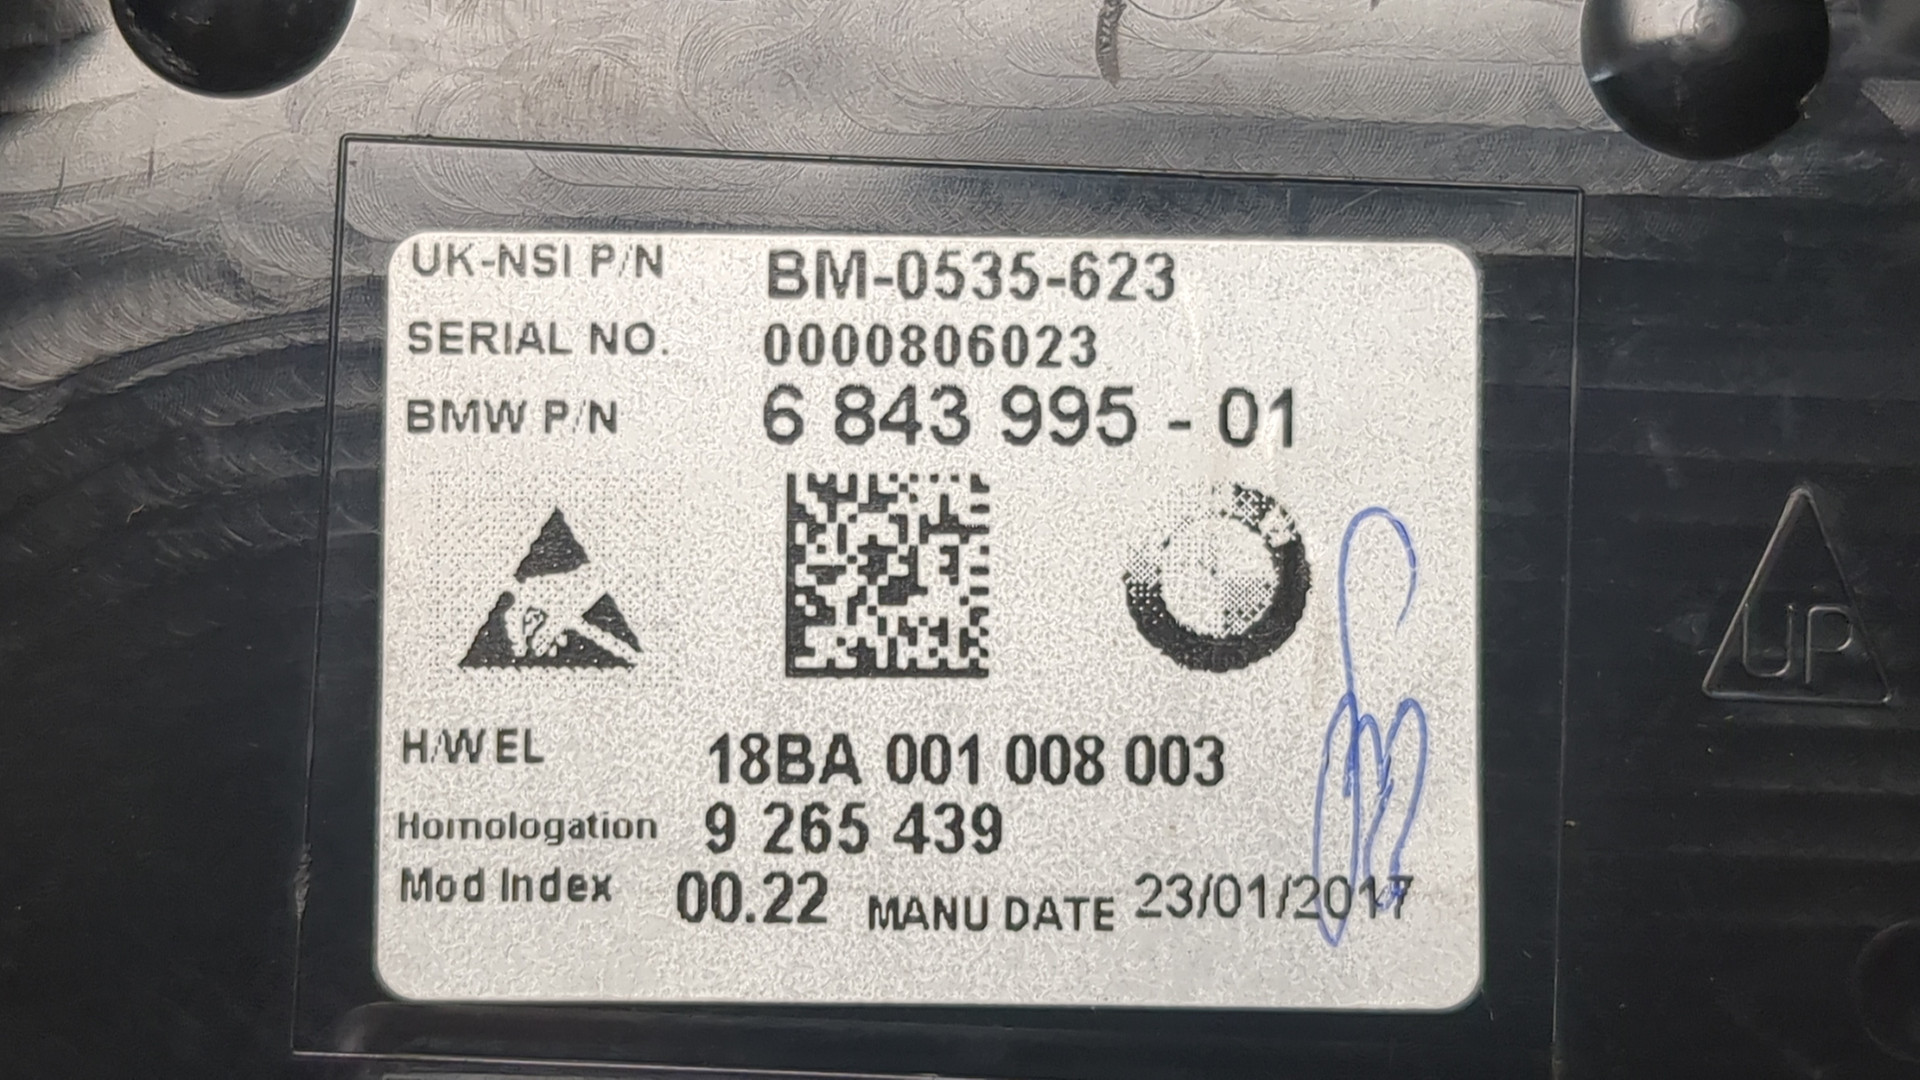 UK-NSI P/N BM-0535-623
SERIAL NO. 0000806023
BMW P/N 6 843 995 - 01
UP
H/W EL 18BA 001 008 003
Homologation 9 265 439
Mod Index 00.22 MANU DATE 23/01/2017